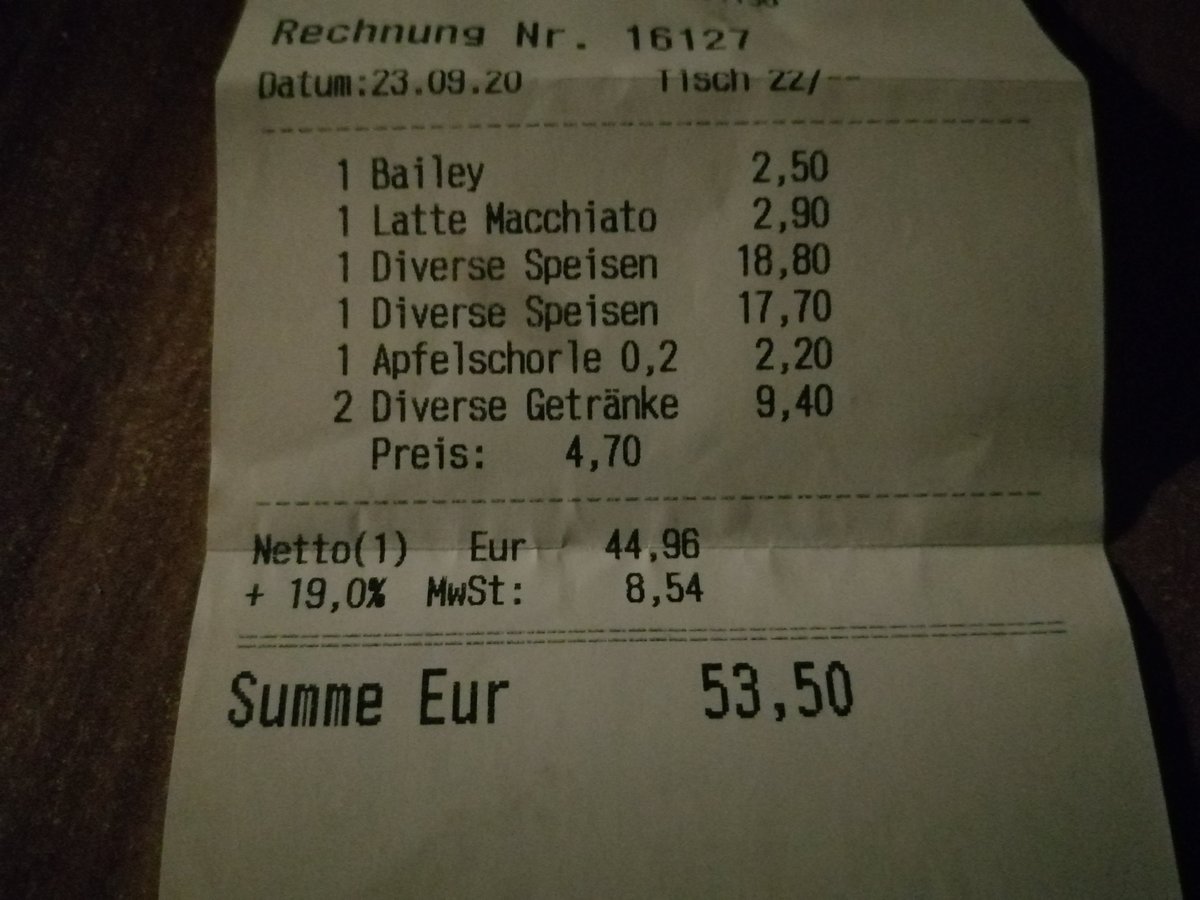 Rechnung Nr. 16127
Datum:23.09.20 Tisch 22/--
1 Bailey 2,50
1 Latte Macchiato 2,90
1 Diverse Speisen 18,80
1 Diverse Speisen 17,70
1 Apfelschorle 0,2 2,20
2 Diverse Getränke 9,40
Preis: 4,70
Netto(1) Eur 44,96
+ 19,0% MwSt: 8,54
Summe Eur 53,50